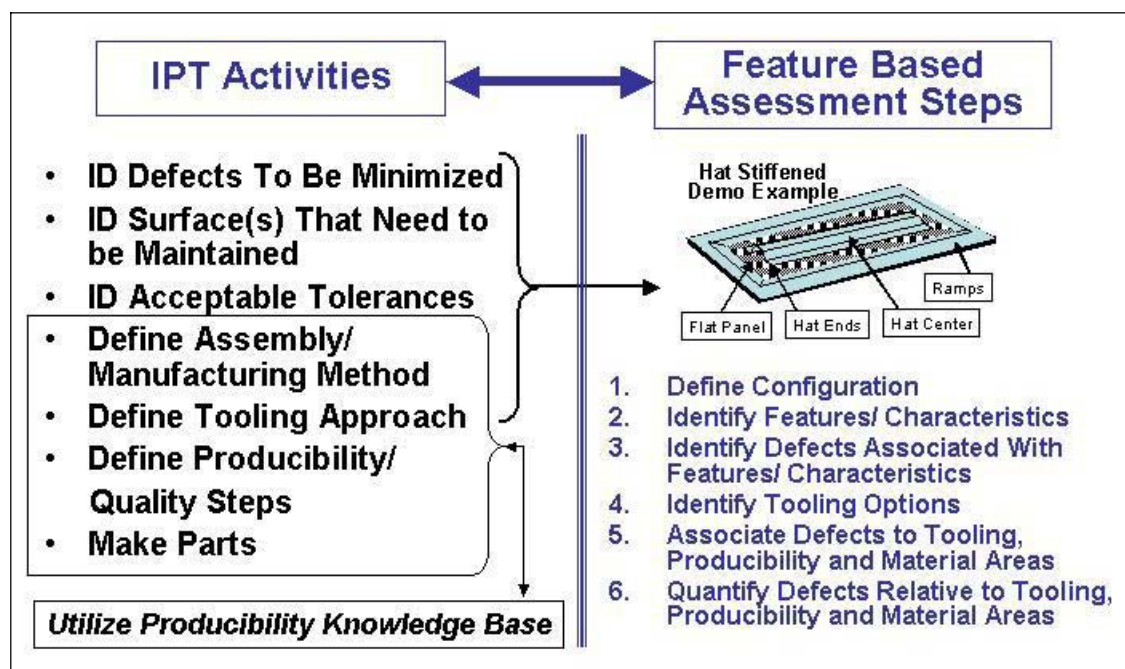 IPT Activities
Feature Based
Assessment Steps
• ID Defects To Be Minimized
• ID Surface(s) That Need to
be Maintained
• ID Acceptable Tolerances
• Define Assembly/
Manufacturing Method
• Define Tooling Approach
• Define Producibility/
Quality Steps
• Make Parts
Utilize Producibility Knowledge Base
Hat Stiffened
Demo Example
Ramps
Flat Panel
Hat Ends
Hat Center
1. Define Configuration
2. Identify Features/ Characteristics
3. Identify Defects Associated With
Features/ Characteristics
4. Identify Tooling Options
5. Associate Defects to Tooling,
Producibility and Material Areas
6. Quantify Defects Relative to Tooling,
Producibility and Material Areas